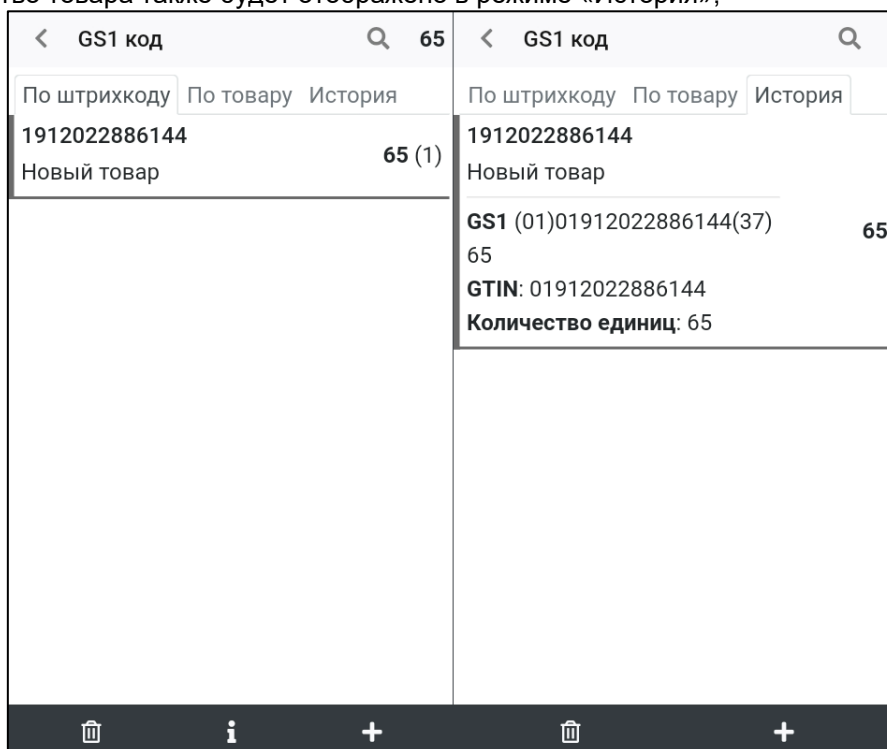 тво товара также будет отображено в режиме «История»;
GS1 код 65
По штрихкоду По товару История
1912022886144
Новый товар
65 (1)
GS1 код
По штрихкоду По товару История
1912022886144
Новый товар
GS1 (01)01912022886144(37)
65
GTIN: 01912022886144
Количество единиц: 65
65